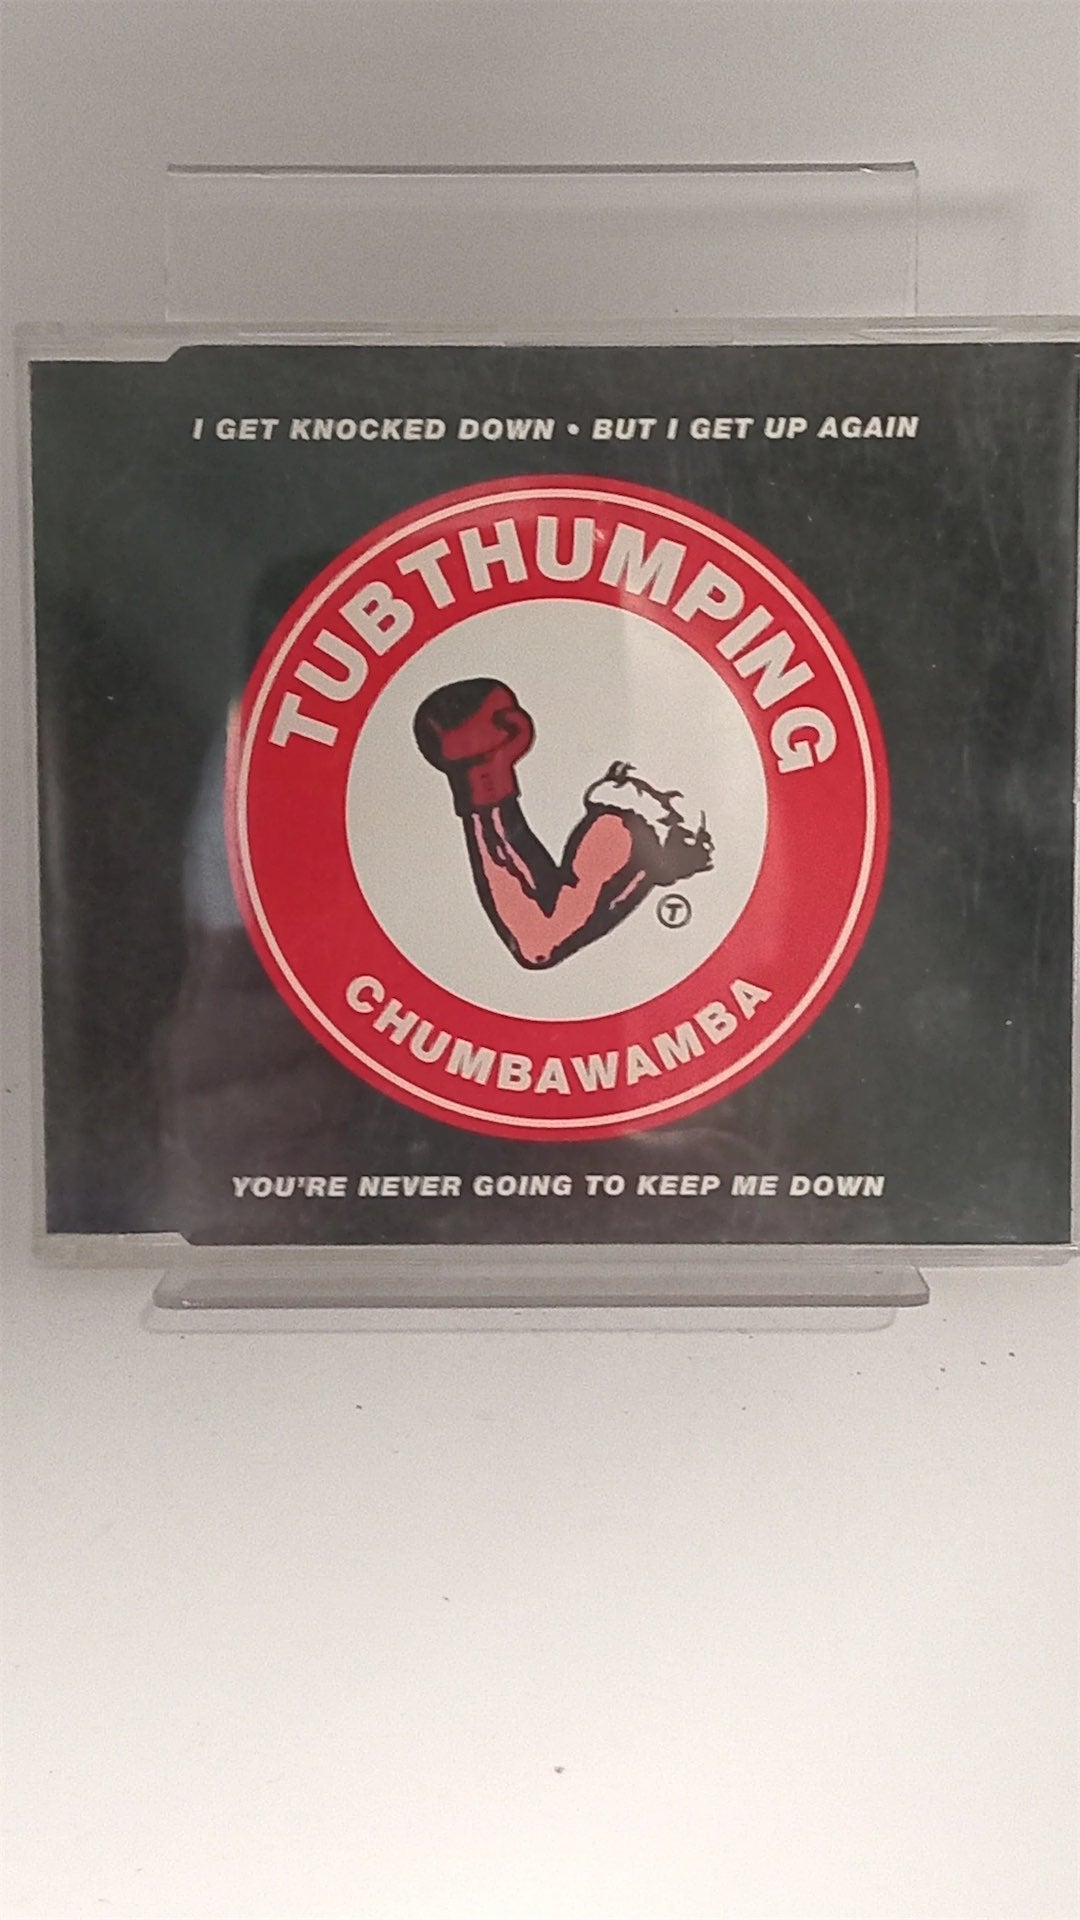 I GET KNOCKED DOWN • BUT I GET UP AGAIN
TUBTHUMPING
T
CHUMBAWAMBA
YOU'RE NEVER GOING TO KEEP ME DOWN